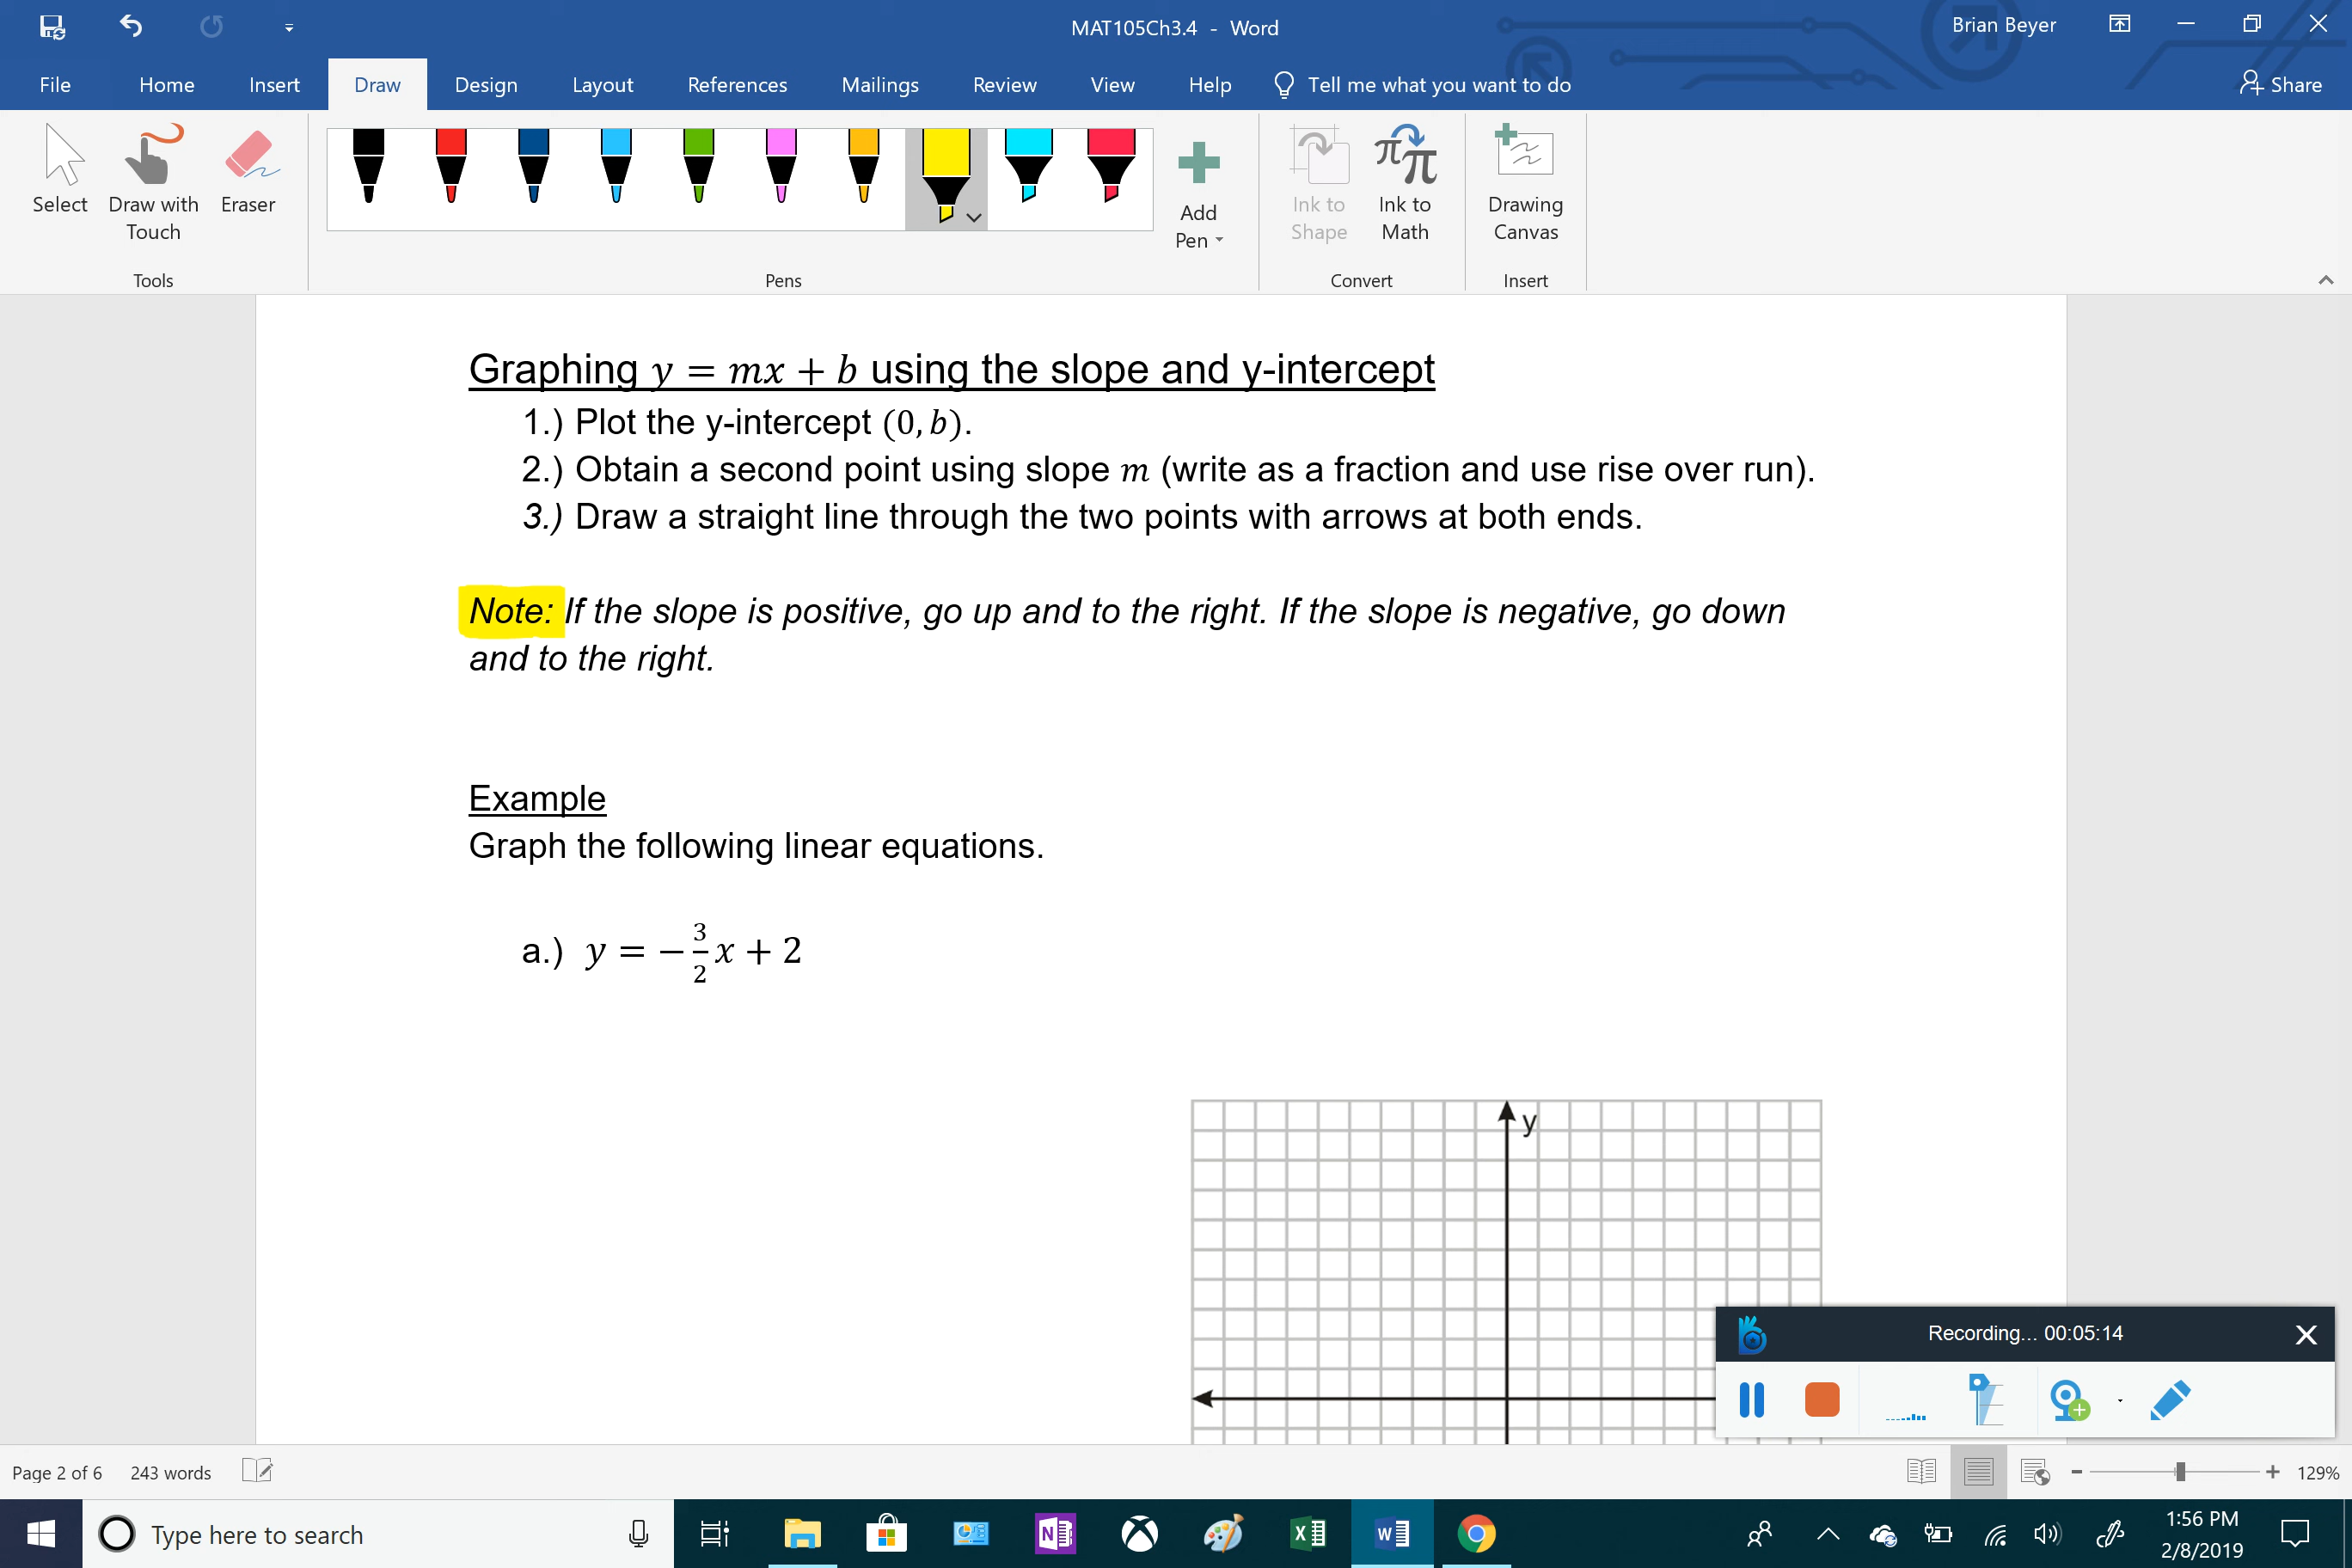 MAT105Ch3.4 - Word
Brian Beyer
File Home Insert Draw Design Layout References Mailings Review View Help Tell me what you want to do Share
Select Draw with Touch Eraser Add Pen Ink to Shape Ink to Math Drawing Canvas
Tools Pens Convert Insert
Graphing y = mx + b using the slope and y-intercept
1.) Plot the y-intercept (0, b).
2.) Obtain a second point using slope m (write as a fraction and use rise over run).
3.) Draw a straight line through the two points with arrows at both ends.
Note: If the slope is positive, go up and to the right. If the slope is negative, go down
and to the right.
Example
Graph the following linear equations.
a.) y = −3/2 x + 2
y
Recording... 00:05:14
Page 2 of 6 243 words 129%
Type here to search
1:56 PM
2/8/2019